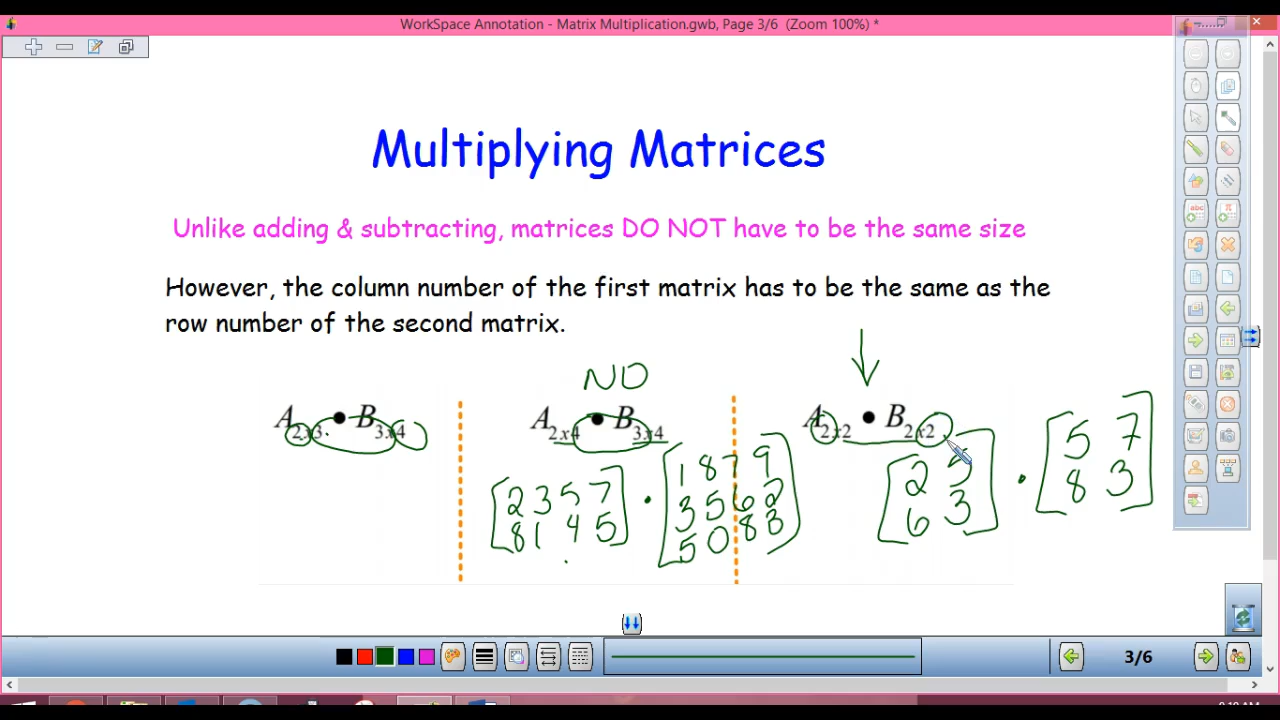 WorkSpace Annotation - Matrix Multiplication.gwb, Page 3/6 (Zoom 100%) *
Multiplying Matrices
Unlike adding & subtracting, matrices DO NOT have to be the same size
However, the column number of the first matrix has to be the same as the
row number of the second matrix.
NO
A2x3 • B3x4
A2x4 • B3x4
A2x2 • B2x2
2 3 5 7
8 1 4 5
•
1 8 7 9
3 5 6 2
5 0 8 3
2 5
6 3
•
5 7
8 3
abc
π
3/6